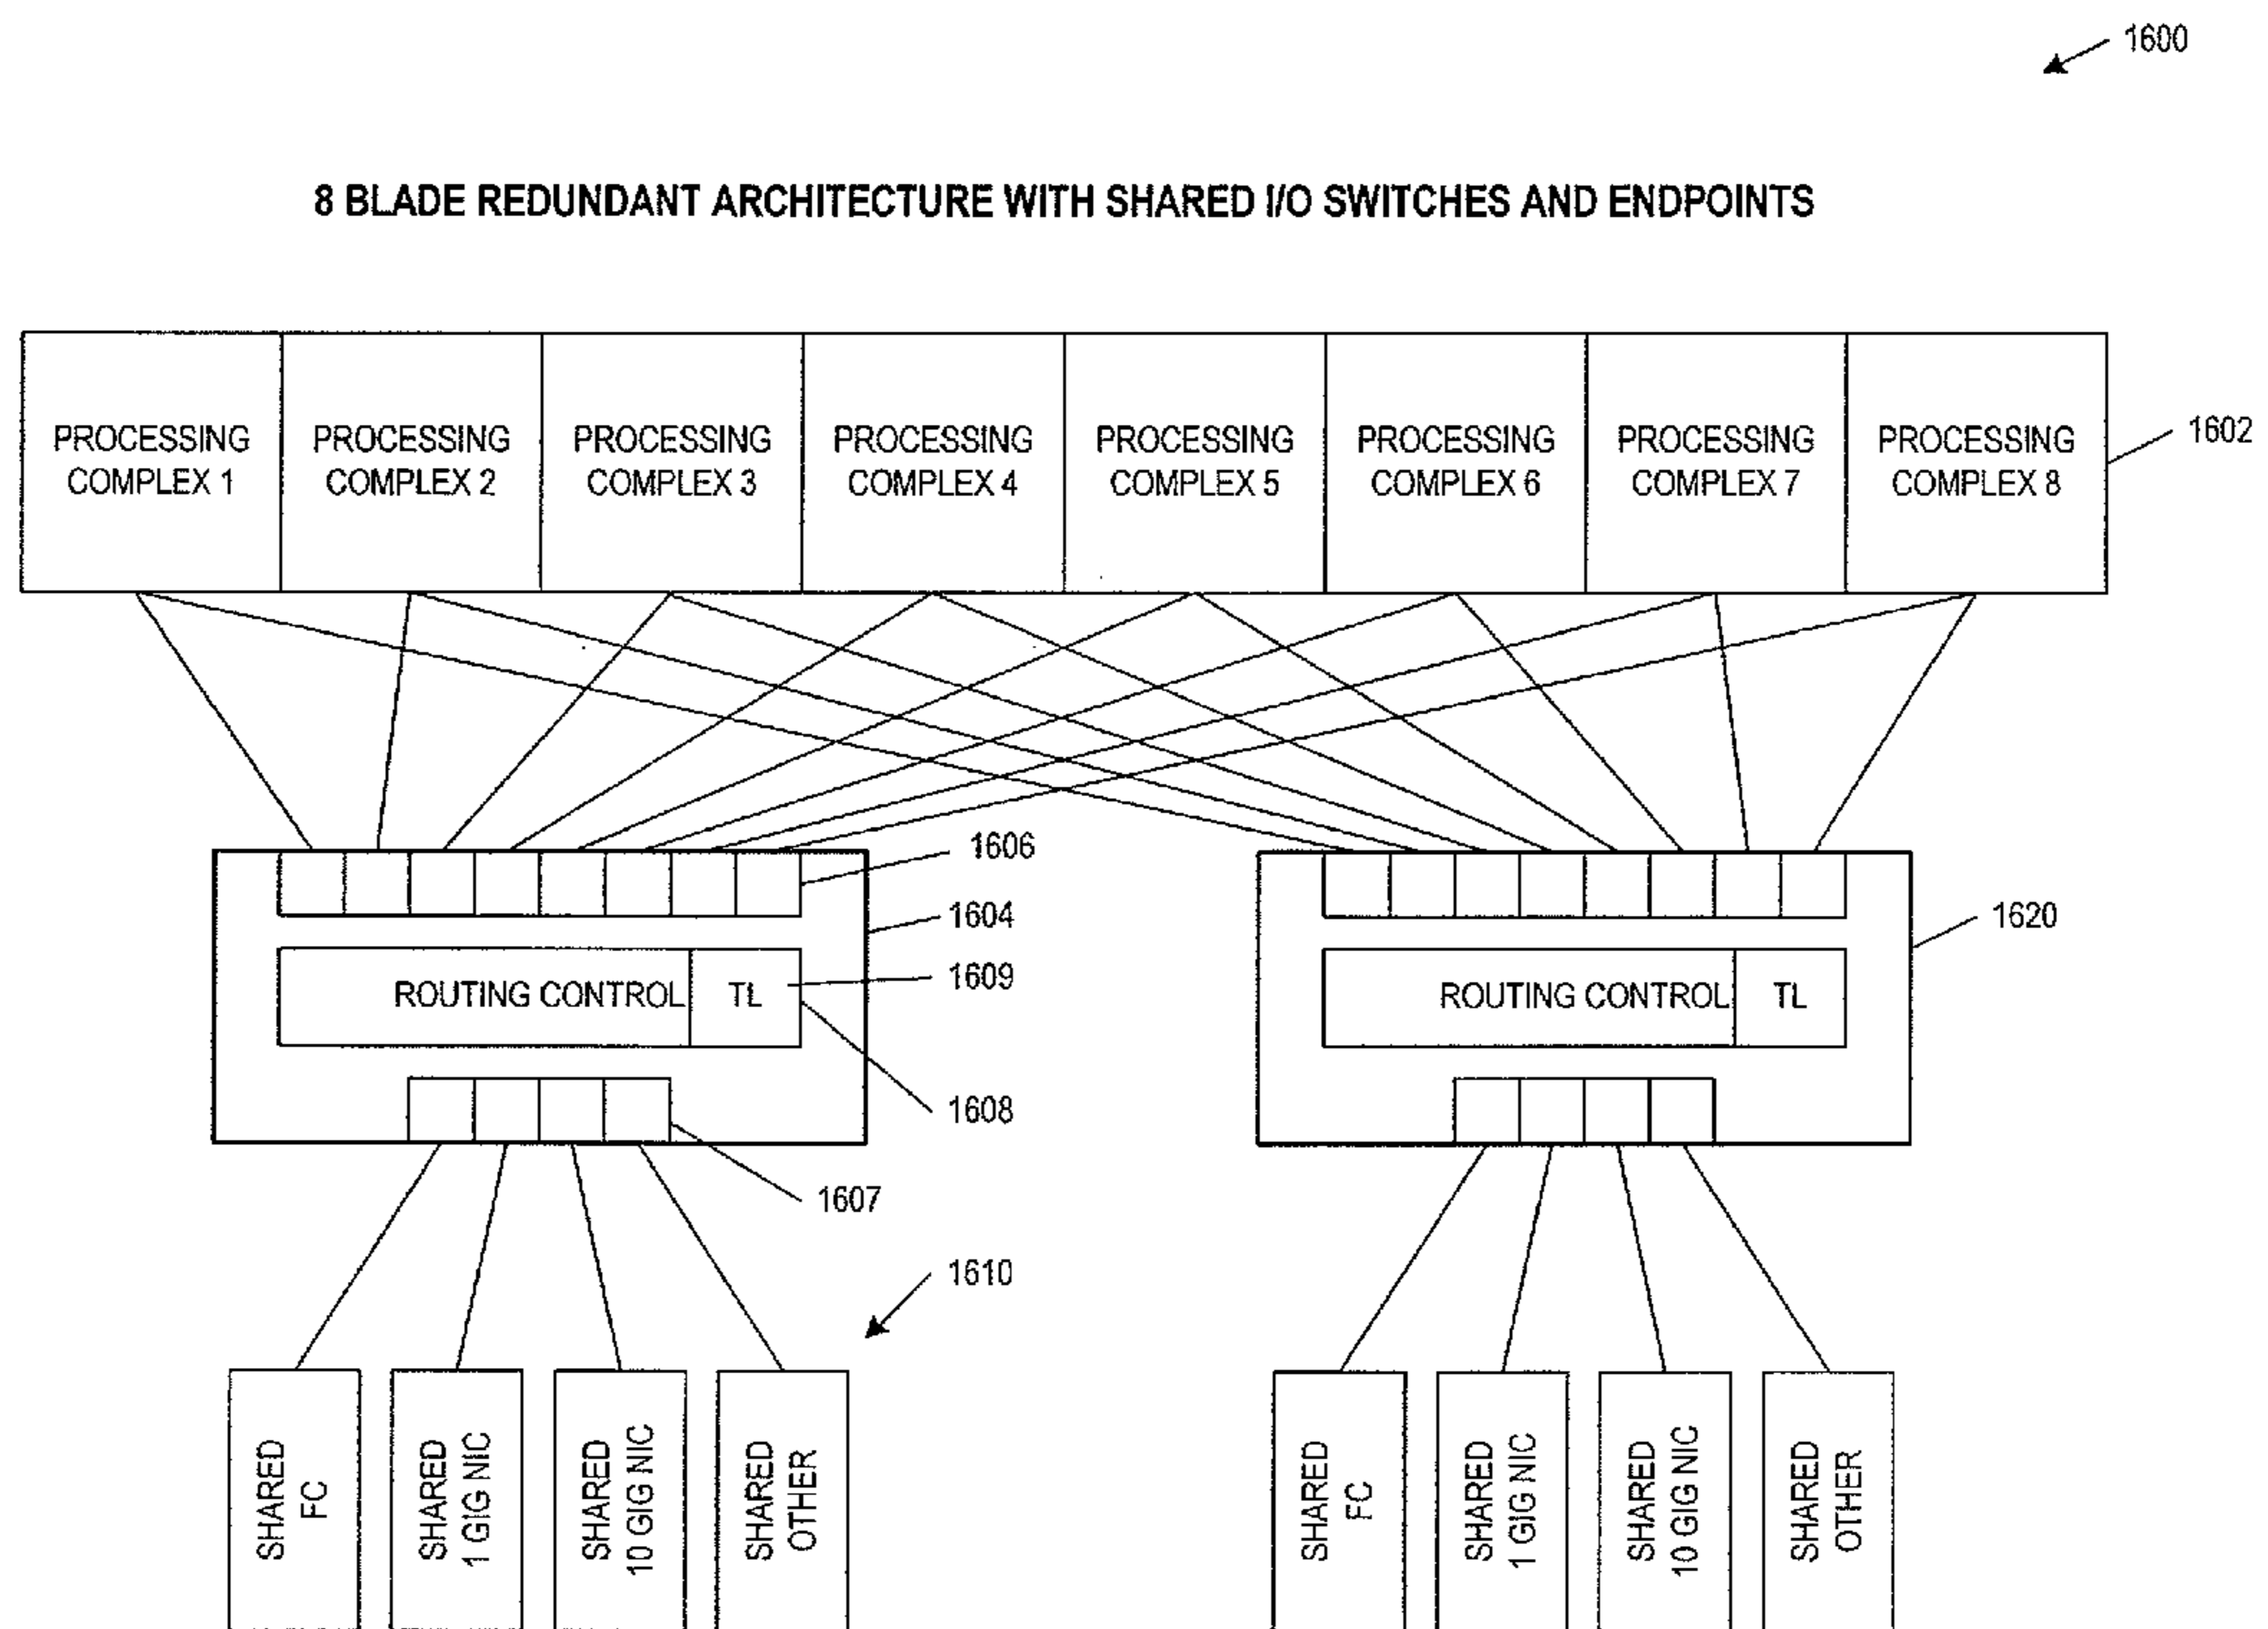 1600
8 BLADE REDUNDANT ARCHITECTURE WITH SHARED I/O SWITCHES AND ENDPOINTS
PROCESSING
COMPLEX 1
PROCESSING
COMPLEX 2
PROCESSING
COMPLEX 3
PROCESSING
COMPLEX 4
PROCESSING
COMPLEX 5
PROCESSING
COMPLEX 6
PROCESSING
COMPLEX 7
PROCESSING
COMPLEX 8
1602
1606
1604
1609
ROUTING CONTROL
TL
1608
1607
1620
ROUTING CONTROL
TL
1610
SHARED
FC
SHARED
1 GIG NIC
SHARED
10 GIG NIC
SHARED
OTHER
SHARED
FC
SHARED
1 GIG NIC
SHARED
10 GIG NIC
SHARED
OTHER